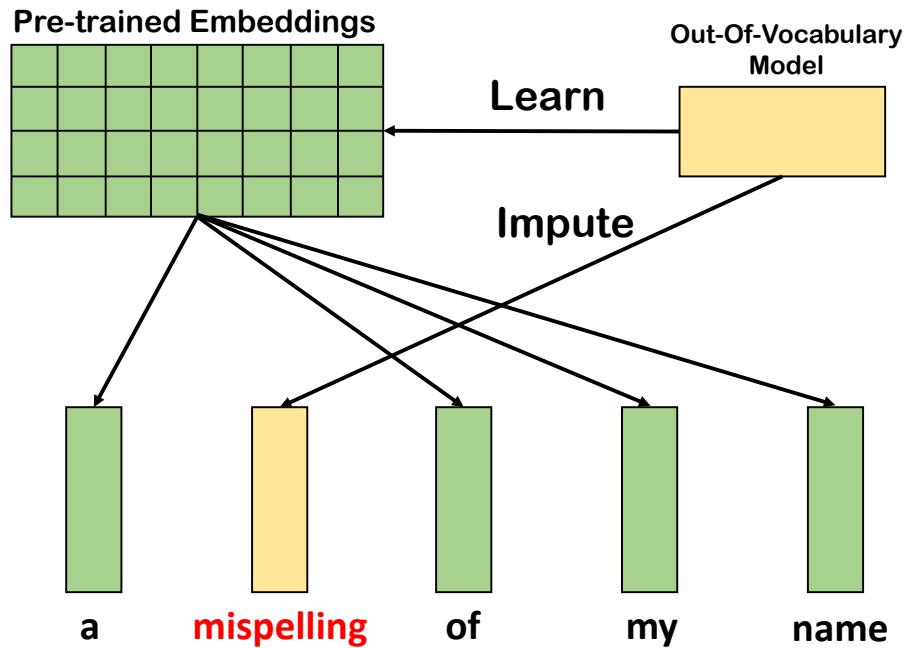 Pre-trained Embeddings
Out-Of-Vocabulary
Model
Learn
Impute
a mispelling of my name